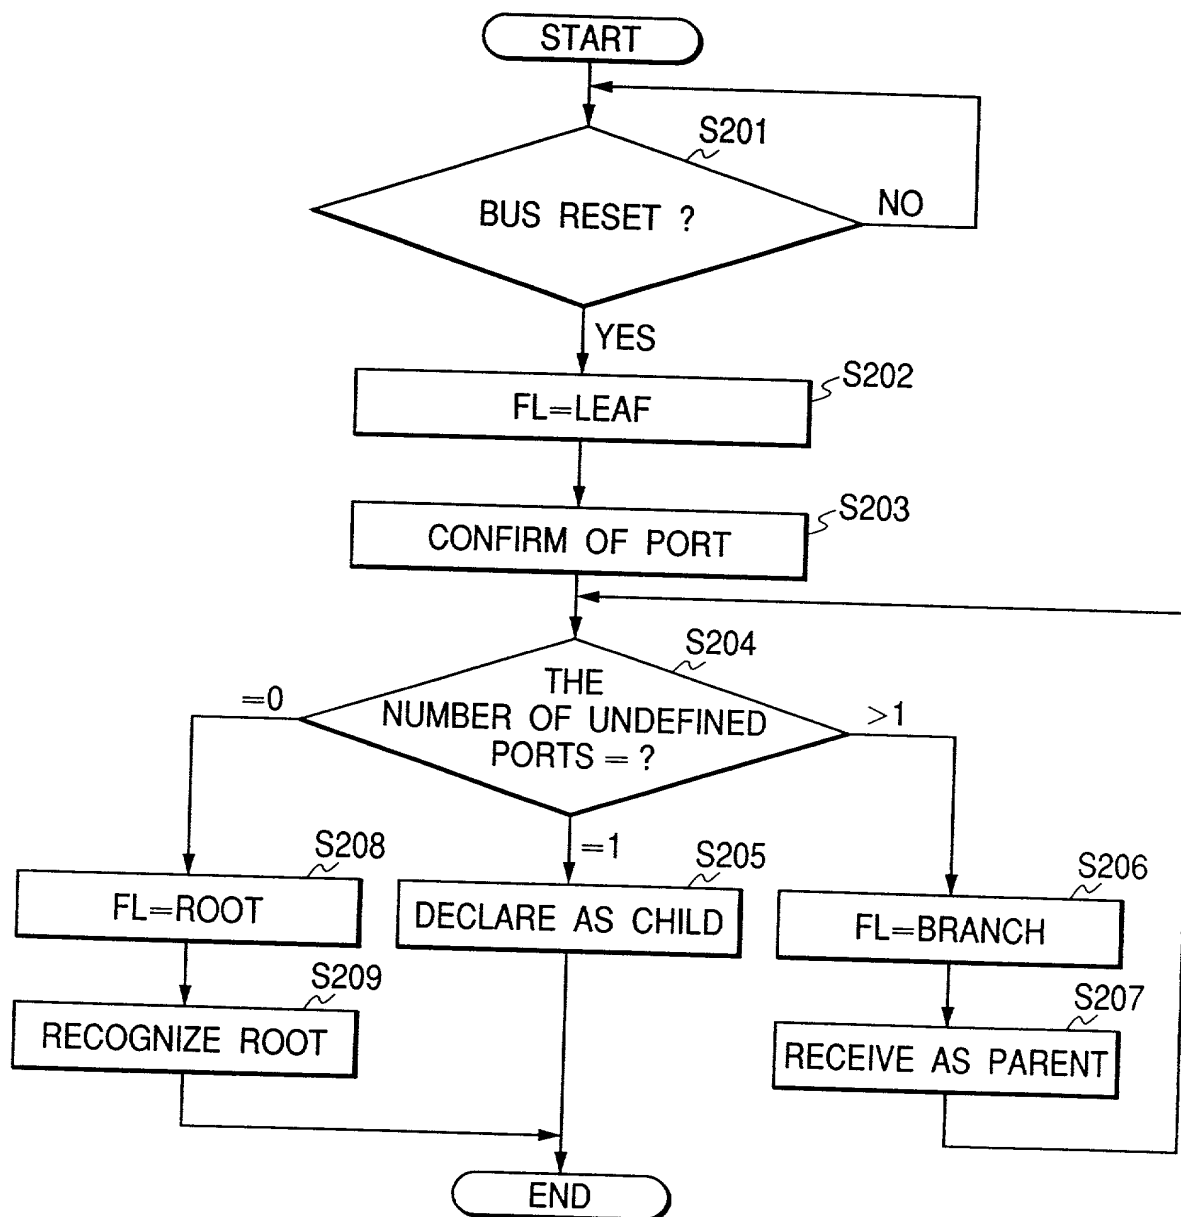 START
S201
BUS RESET ?
NO
YES
S202
FL=LEAF
S203
CONFIRM OF PORT
S204
=0
THE
NUMBER OF UNDEFINED
PORTS = ?
>1
=1
S208
S205
S206
FL=ROOT
DECLARE AS CHILD
FL=BRANCH
S209
S207
RECOGNIZE ROOT
RECEIVE AS PARENT
END